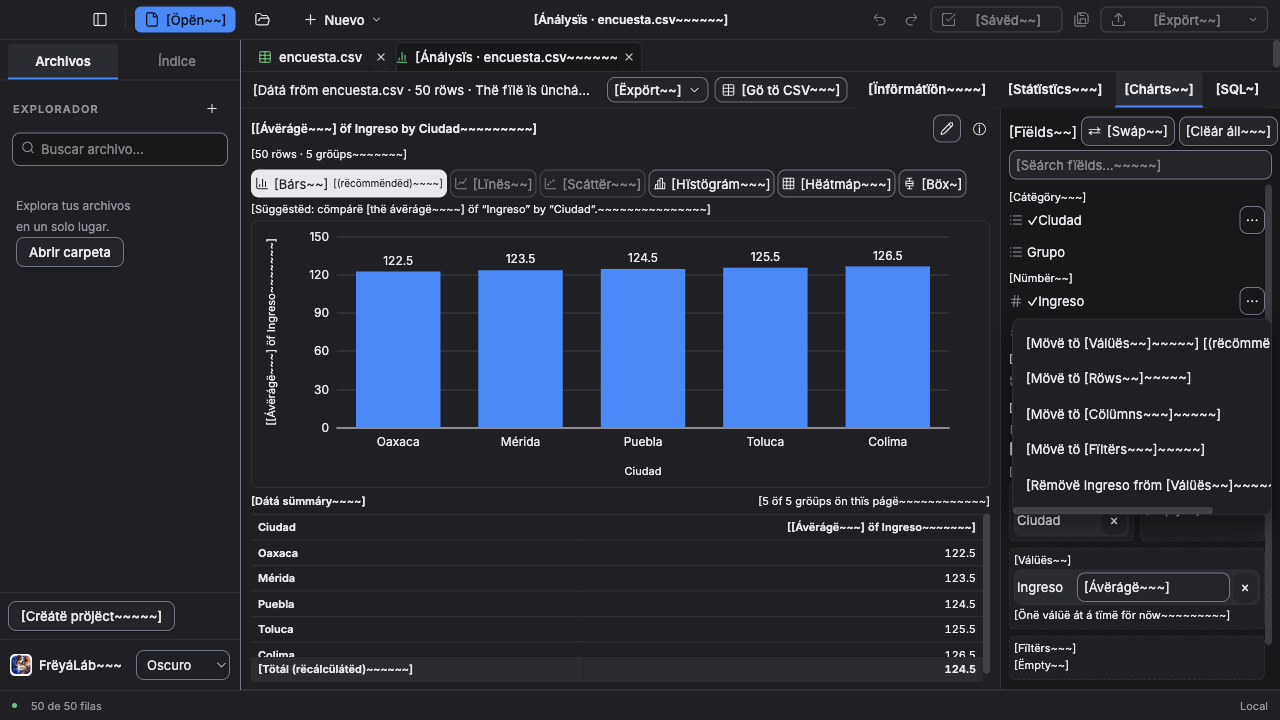 [Öpën~~]
Nuevo
[Ánálysïs · encuesta.csv~~~~~~]
[Sávëd~~]
[Ëxpört~~]
Archivos
Índice
encuesta.csv ×
[Ánálysïs · encuesta.csv~~~~~~ ×
EXPLORADOR +
Buscar archivo...
Explora tus archivos
en un solo lugar.
Abrir carpeta
[Crëátë pröjëct~~~~~]
FrëyáLáb~~~
Oscuro
[Dátá fröm encuesta.csv · 50 röws · Thë fïlë ïs ünchá...
[Ëxpört~~]
[Gö tö CSV~~~]
[Ïnförmátïön~~~~]
[Státïstïcs~~~]
[Chárts~~]
[SQL~]
[[Ávërágë~~~] öf Ingreso by Ciudad~~~~~~~~~]
[50 röws · 5 gröüps~~~~~~~]
[Bárs~~] [(rëcömmëndëd)~~~~]
[Lïnës~~]
[Scáttër~~~]
[Hïstögrám~~~]
[Hëátmáp~~~]
[Böx~]
[Süggëstëd: cömpárë [thë ávërágë~~~~] öf “Ingreso” by ”Ciudad”.~~~~~~~~~~~~~~~]
[[Ávërágë~~~] öf Ingreso~~~~~~~]
150
120
90
60
30
0
122.5
123.5
124.5
125.5
126.5
Oaxaca
Mérida
Puebla
Toluca
Colima
Ciudad
[Dátá sümmáry~~~~]
[5 öf 5 gröüps ön thïs págë~~~~~~~~~~~~]
Ciudad [[Ávërágë~~~] öf Ingreso~~~~~~~]
Oaxaca 122.5
Mérida 123.5
Puebla 124.5
Toluca 125.5
Colima 126.5
[Tötál (rëcálcülátëd)~~~~~~] 124.5
[Fïëlds~~]
[Swáp~~]
[Clëár áll~~~]
[Sëárch fïëlds...~~~~~]
[Cátëgöry~~~]
✓Ciudad
Grupo
[Nümbër~~]
# ✓Ingreso
[Mövë tö [Válüës~~]~~~~~] [(rëcömmë
[Mövë tö [Röws~~]~~~~~]
[Mövë tö [Cölümns~~~]~~~~~]
[Mövë tö [Fïltërs~~~]~~~~~]
[Rëmövë Ingreso fröm [Válüës~~]~~~~~
Ciudad ×
[Válüës~~]
Ingreso [Ávërágë~~~] ×
[Önë válüë át á tïmë för nöw~~~~~~~~~]
[Fïltërs~~~]
[Ëmpty~~]
50 de 50 filas
Local